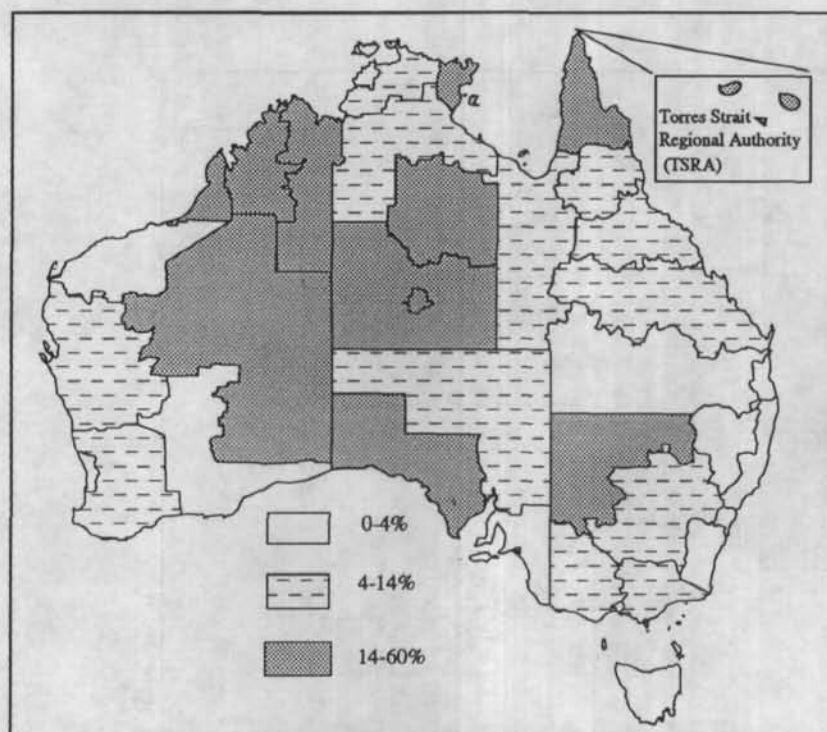 Torres Strait
Regional Authority
(TSRA)
0-4%
4-14%
14-60%